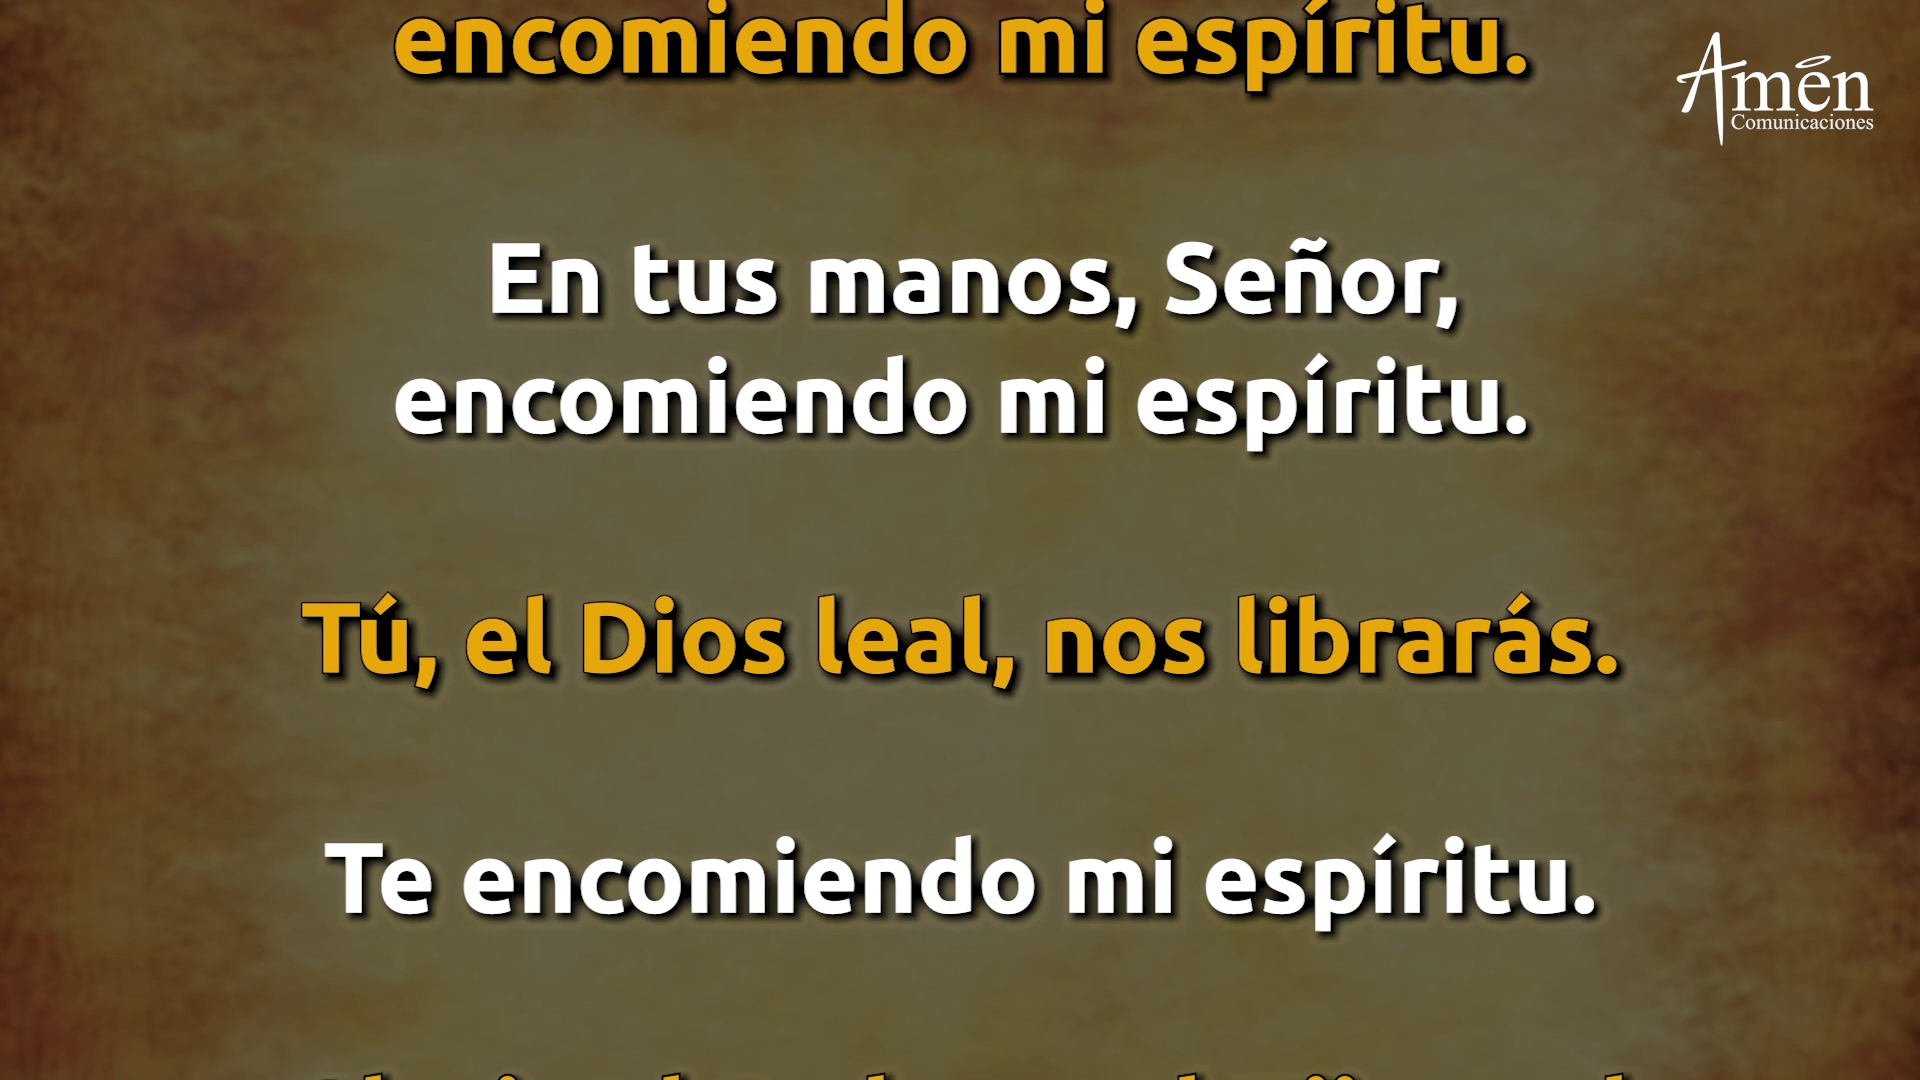 encomiendo mi espíritu.
Amén
Comunicaciones
En tus manos, Señor,
encomiendo mi espíritu.
Tú, el Dios leal, nos librarás.
Te encomiendo mi espíritu.